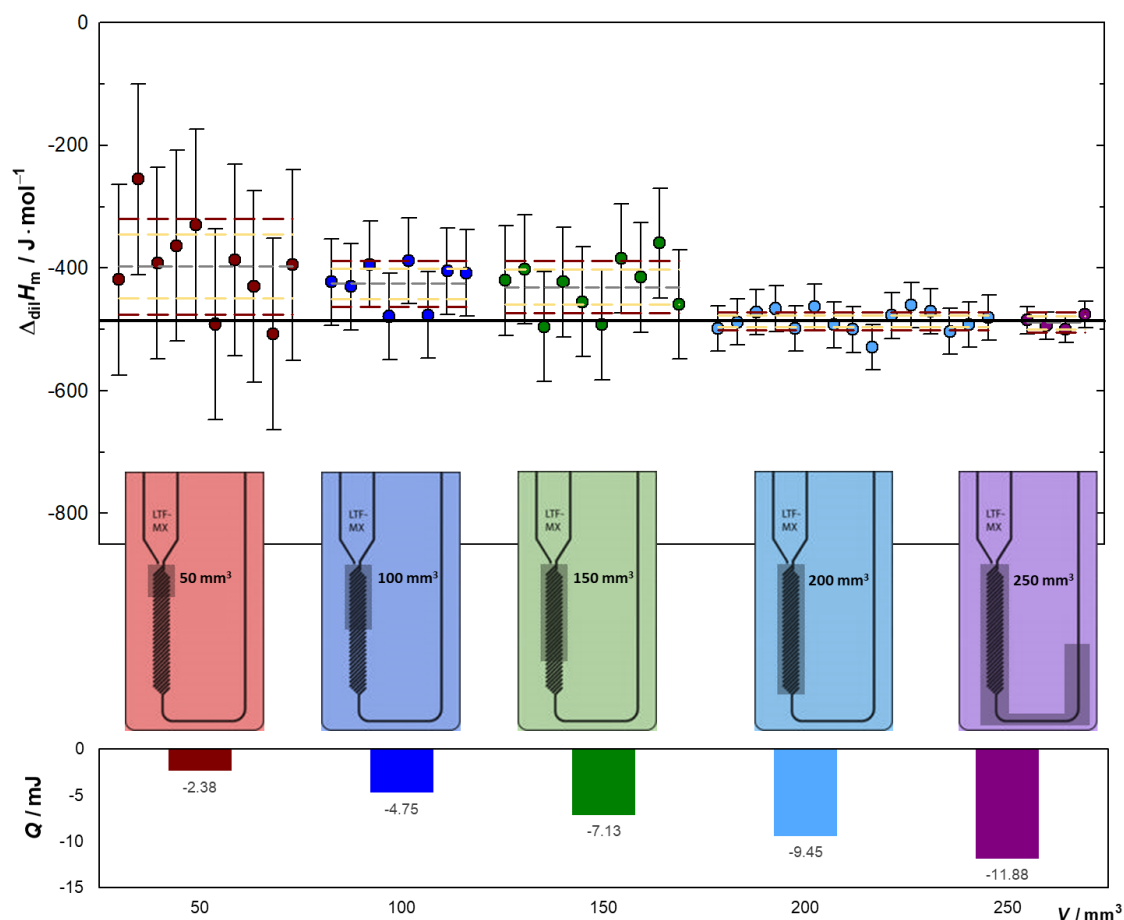 0
-200
-400
-600
-800
Δ_dil H_m / J·mol⁻¹
LTF-
MX
50 mm³
LTF-
MX
100 mm³
LTF-
MX
150 mm³
LTF-
MX
200 mm³
LTF-
MX
250 mm³
0
-5
-10
-15
Q / mJ
-2.38
-4.75
-7.13
-9.45
-11.88
50
100
150
200
250
V / mm³